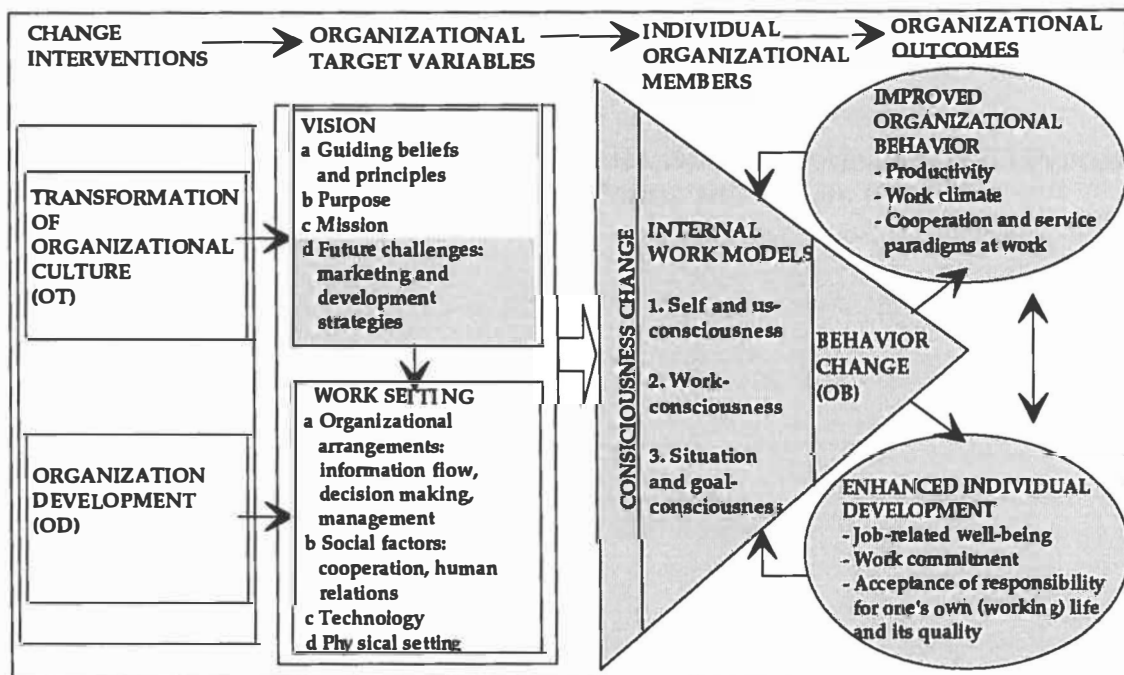 CHANGE
INTERVENTIONS
ORGANIZATIONAL
TARGET VARIABLES
INDIVIDUAL
ORGANIZATIONAL
MEMBERS
ORGANIZATIONAL
OUTCOMES
TRANSFORMATION
OF
ORGANIZATIONAL
CULTURE
(OT)
ORGANIZATION
DEVELOPMENT
(OD)
VISION
a Guiding beliefs
and principles
b Purpose
c Mission
d Future challenges:
marketing and
development
strategies
WORK SETTING
a Organizational
arrangements:
information flow,
decision making,
management
b Social factors:
cooperation, human
relations
c Technology
d Physical setting
CONSICIOUSNESS CHANGE
INTERNAL
WORK MODELS
1. Self and us-
consciousness
2. Work-
consciousness
3. Situation
and goal-
consciousness
BEHAVIOR
CHANGE
(OB)
IMPROVED
ORGANIZATIONAL
BEHAVIOR
- Productivity
- Work climate
- Cooperation and service
paradigms at work
ENHANCED INDIVIDUAL
DEVELOPMENT
- Job-related well-being
- Work commitment
- Acceptance of responsibility
for one's own (working) life
and its quality